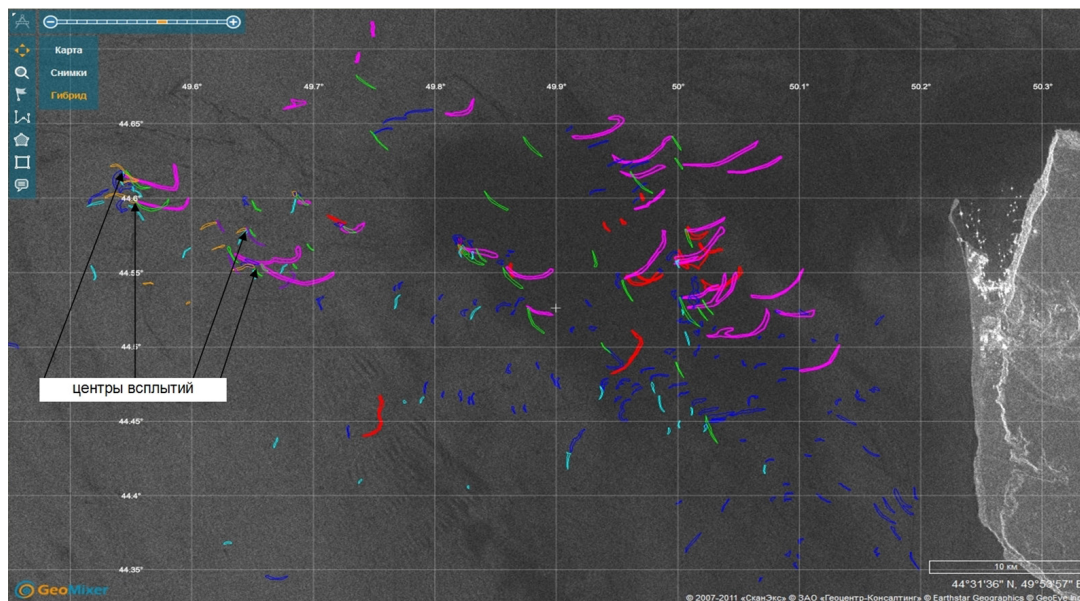 Карта
Снимки
Гибрид
49.6° 49.7° 49.8° 49.9° 50° 50.1° 50.2° 50.3°
44.65°
44.6°
44.55°
44.5°
44.45°
44.4°
44.35°
центры всплытий
10 км
44°31'36" N, 49°53'57" E
GeoMixer
© 2007-2011 «СканЭкс» © ЗАО «Геоцентр-Консалтинг» © Earthstar Geographics © GeoEye Inc